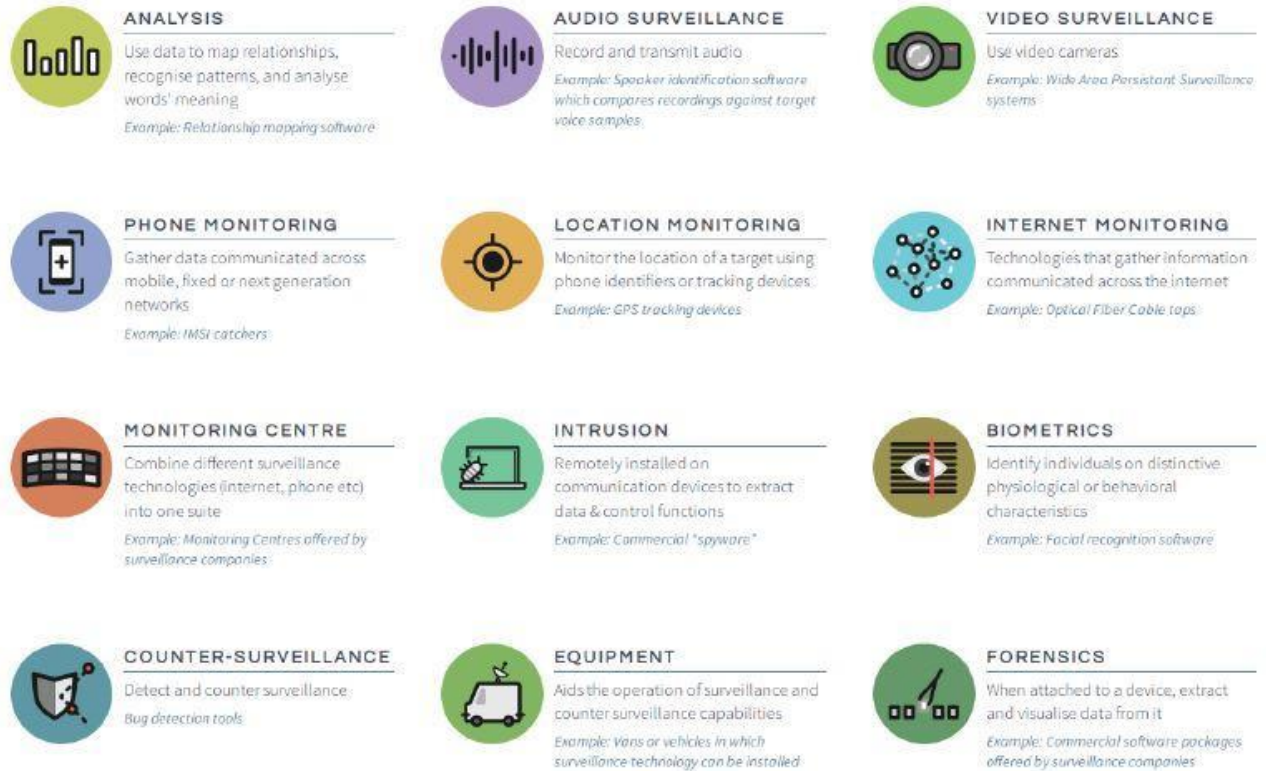 ANALYSIS
Use data to map relationships,
recognise patterns, and analyse
words' meaning
Example: Relationship mapping software
AUDIO SURVEILLANCE
Record and transmit audio
Example: Speaker identification software
which compares recordings against target
voice samples
VIDEO SURVEILLANCE
Use video cameras
Example: Wide Area Persistant Surveillance
systems
PHONE MONITORING
Gather data communicated across
mobile, fixed or next generation
networks
Example: IMSI catchers
LOCATION MONITORING
Monitor the location of a target using
phone identifiers or tracking devices
Example: GPS tracking devices
INTERNET MONITORING
Technologies that gather information
communicated across the internet
Example: Optical Fiber Cable taps
MONITORING CENTRE
Combine different surveillance
technologies (internet, phone etc)
into one suite
Example: Monitoring Centres offered by
surveillance companies
INTRUSION
Remotely installed on
communication devices to extract
data & control functions
Example: Commercial "spyware"
BIOMETRICS
Identify individuals on distinctive
physiological or behavioral
characteristics
Example: Facial recognition software
COUNTER-SURVEILLANCE
Detect and counter surveillance
Bug detection tools
EQUIPMENT
Aids the operation of surveillance and
counter surveillance capabilities
Example: Vans or vehicles in which
surveillance technology can be installed
FORENSICS
When attached to a device, extract
and visualise data from it
Example: Commercial software packages
offered by surveillance companies